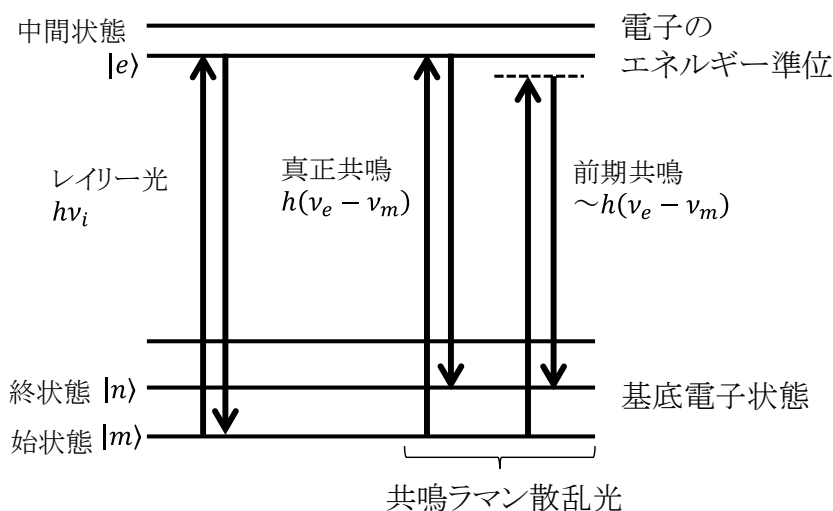 中間状態
|e⟩
電子の
エネルギー準位
レイリー光
hν_i
真正共鳴
h(ν_e − ν_m)
前期共鳴
～h(ν_e − ν_m)
終状態 |n⟩
基底電子状態
始状態 |m⟩
共鳴ラマン散乱光